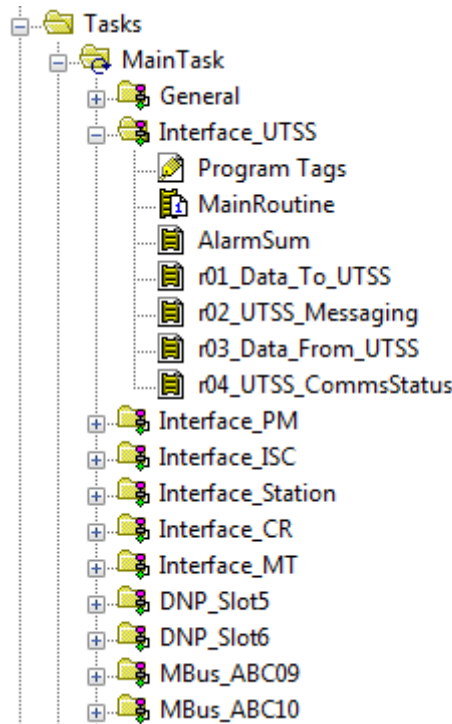 Tasks
MainTask
General
Interface_UTSS
Program Tags
MainRoutine
AlarmSum
r01_Data_To_UTSS
r02_UTSS_Messaging
r03_Data_From_UTSS
r04_UTSS_CommsStatus
Interface_PM
Interface_ISC
Interface_Station
Interface_CR
Interface_MT
DNP_Slot5
DNP_Slot6
MBus_ABC09
MBus_ABC10